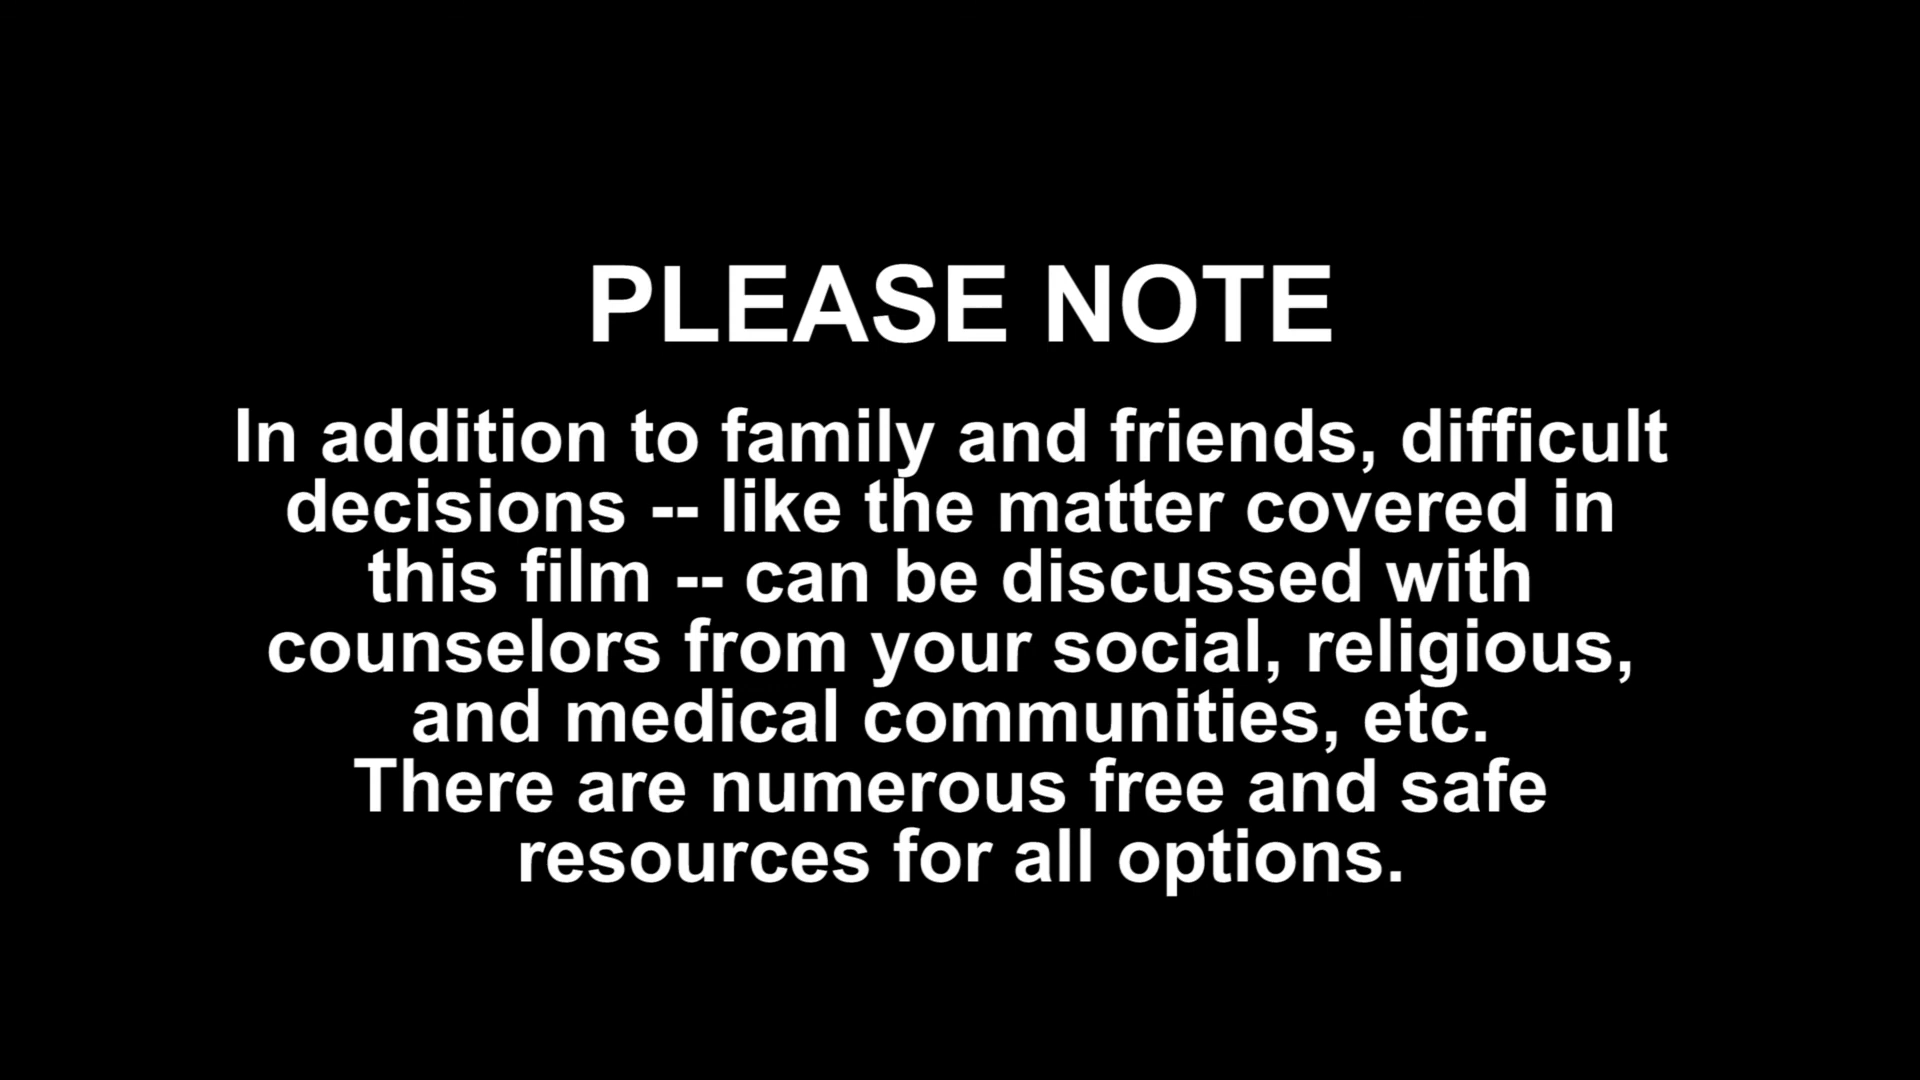 PLEASE NOTE
In addition to family and friends, difficult
decisions -- like the matter covered in
this film -- can be discussed with
counselors from your social, religious,
and medical communities, etc.
There are numerous free and safe
resources for all options.